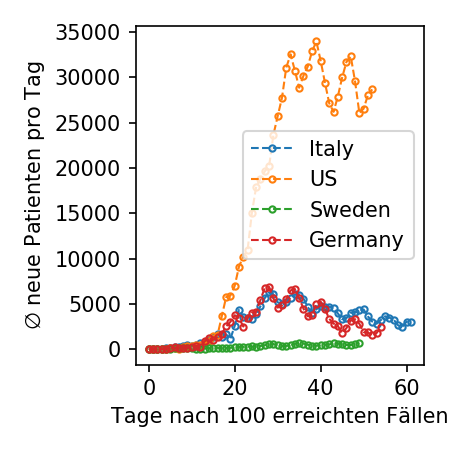 35000
30000
25000
20000
15000
10000
5000
0
∅ neue Patienten pro Tag
Italy
US
Sweden
Germany
0 20 40 60
Tage nach 100 erreichten Fällen